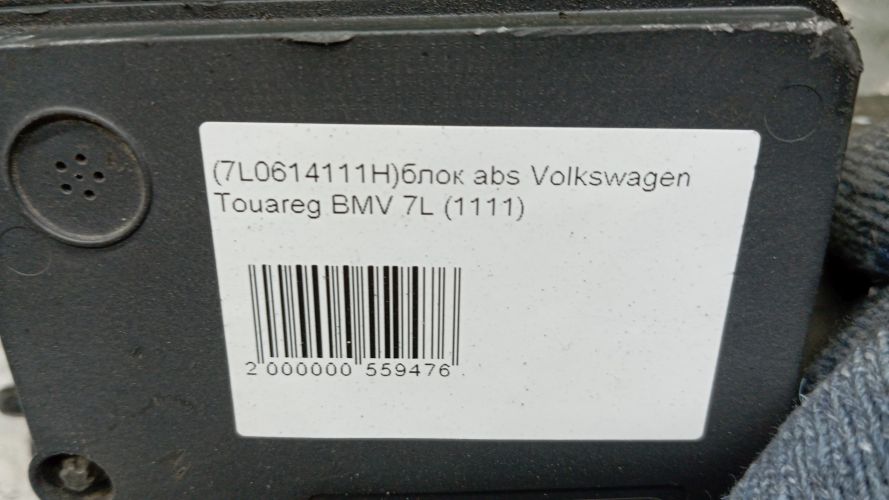 (7L0614111H)блок abs Volkswagen
Touareg BMV 7L (1111)
2 000000 559476